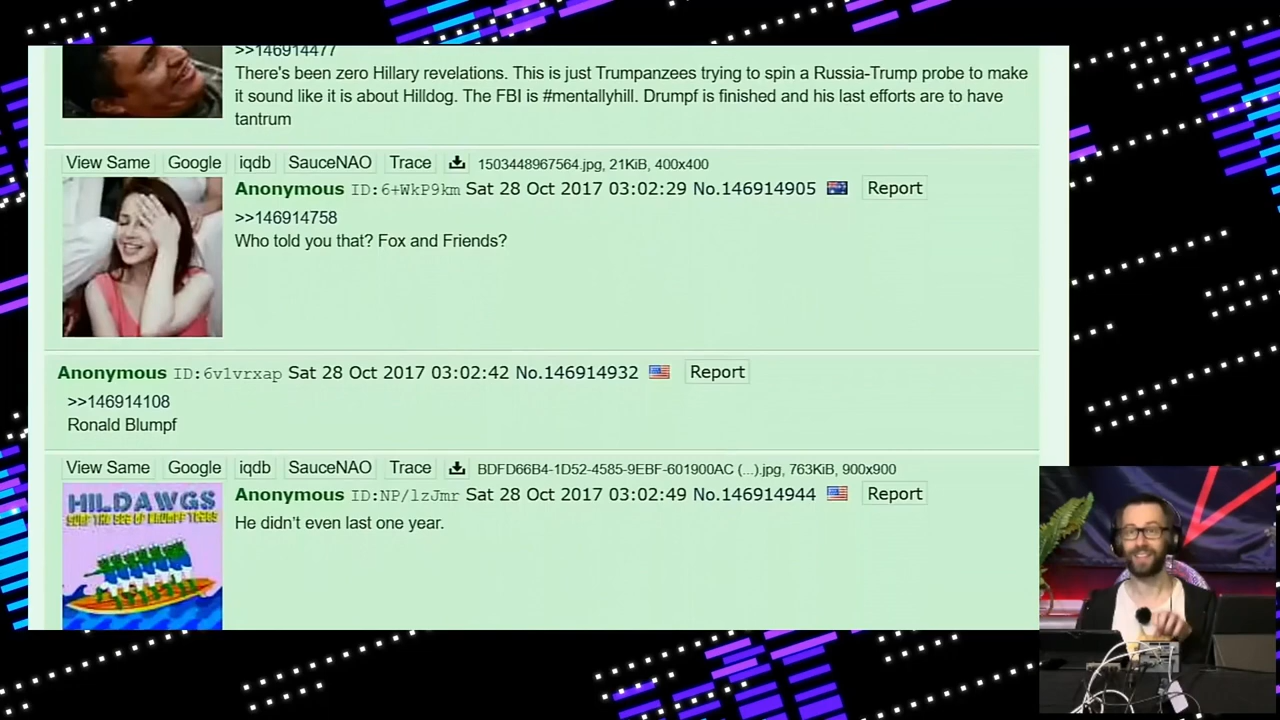 >>146914477
There's been zero Hillary revelations. This is just Trumpanzees trying to spin a Russia-Trump probe to make
it sound like it is about Hilldog. The FBI is #mentallyhill. Drumpf is finished and his last efforts are to have
tantrum
View Same Google iqdb SauceNAO Trace 1503448967564.jpg, 21KiB, 400x400
Anonymous ID:6+WkP9km Sat 28 Oct 2017 03:02:29 No.146914905 Report
>>146914758
Who told you that? Fox and Friends?
Anonymous ID:6v1vrxap Sat 28 Oct 2017 03:02:42 No.146914932 Report
>>146914108
Ronald Blumpf
View Same Google iqdb SauceNAO Trace BDFD66B4-1D52-4585-9EBF-601900AC (...).jpg, 763KiB, 900x900
Anonymous ID:NP/lzJmr Sat 28 Oct 2017 03:02:49 No.146914944 Report
He didn't even last one year.
HILDAWGS
SURF THE SEA OF DRUMPF TEARS